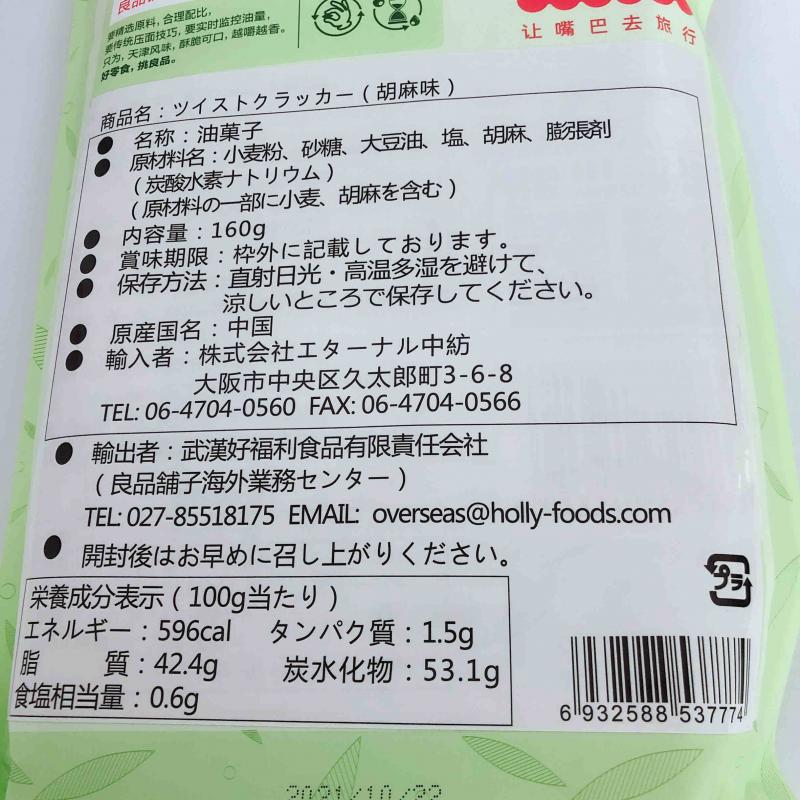 要精选原料，合理配比，
要传统压面技巧，要实时监控油量，
只为，天津风味，酥脆可口，越嚼越香。
好零食，挑良品。
让嘴巴去旅行
商品名：ツイストクラッカー（胡麻味）
● 名称：油菓子
● 原材料名：小麦粉、砂糖、大豆油、塩、胡麻、膨張剤
（炭酸水素ナトリウム）
（原材料の一部に小麦、胡麻を含む）
● 内容量：160g
● 賞味期限：枠外に記載しております。
● 保存方法：直射日光・高温多湿を避けて、
涼しいところで保存してください。
● 原産国名：中国
● 輸入者：株式会社エターナル中紡
大阪市中央区久太郎町3-6-8
TEL: 06-4704-0560 FAX: 06-4704-0566
● 輸出者：武漢好福利食品有限責任会社
（良品舗子海外業務センター）
TEL: 027-85518175 EMAIL: overseas@holly-foods.com
● 開封後はお早めに召し上がりください。
プラ
栄養成分表示（100g当たり）
エネルギー：596cal タンパク質：1.5g
脂 質：42.4g 炭水化物：53.1g
食塩相当量：0.6g
6 932588 537774
2021/10/22